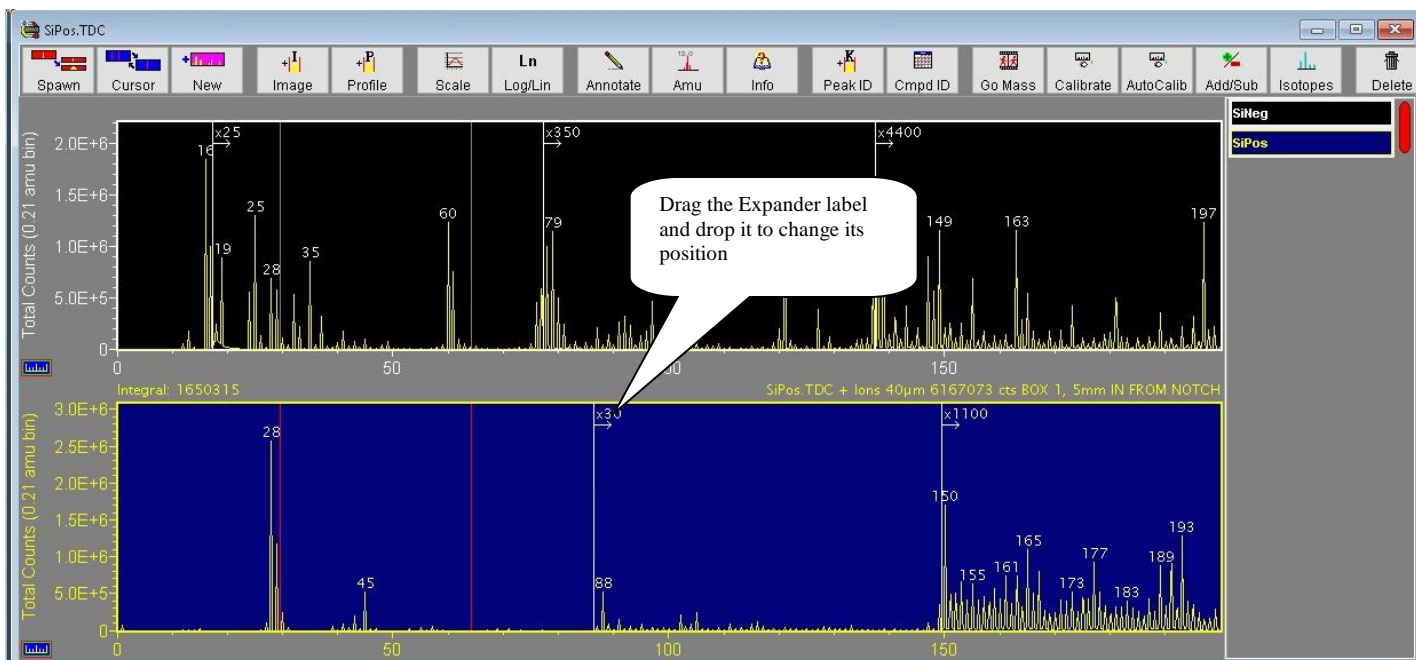 SiPos.TDC
Spawn Cursor New Image Profile Scale Ln Log/Lin Annotate Amu Info Peak ID Cmpd ID Go Mass Calibrate AutoCalib Add/Sub Isotopes Delete
SiNeg
SiPos
Total Counts (0.21 amu bin)
2.0E+6
1.5E+6
1.0E+6
5.0E+5
0
x25
x350
x4400
16
19
25
28
35
60
79
149
163
197
Drag the Expander label
and drop it to change its
position
0 50 150
Integral: 1650315
SiPos.TDC + Ions 40µm 6167073 cts BOX 1, 5mm IN FROM NOTCH
Total Counts (0.21 amu bin)
3.0E+6
2.5E+6
2.0E+6
1.5E+6
1.0E+6
5.0E+5
0
x30
x1100
28
45
88
150
155
161
165
173
177
183
189
193
0 50 100 150